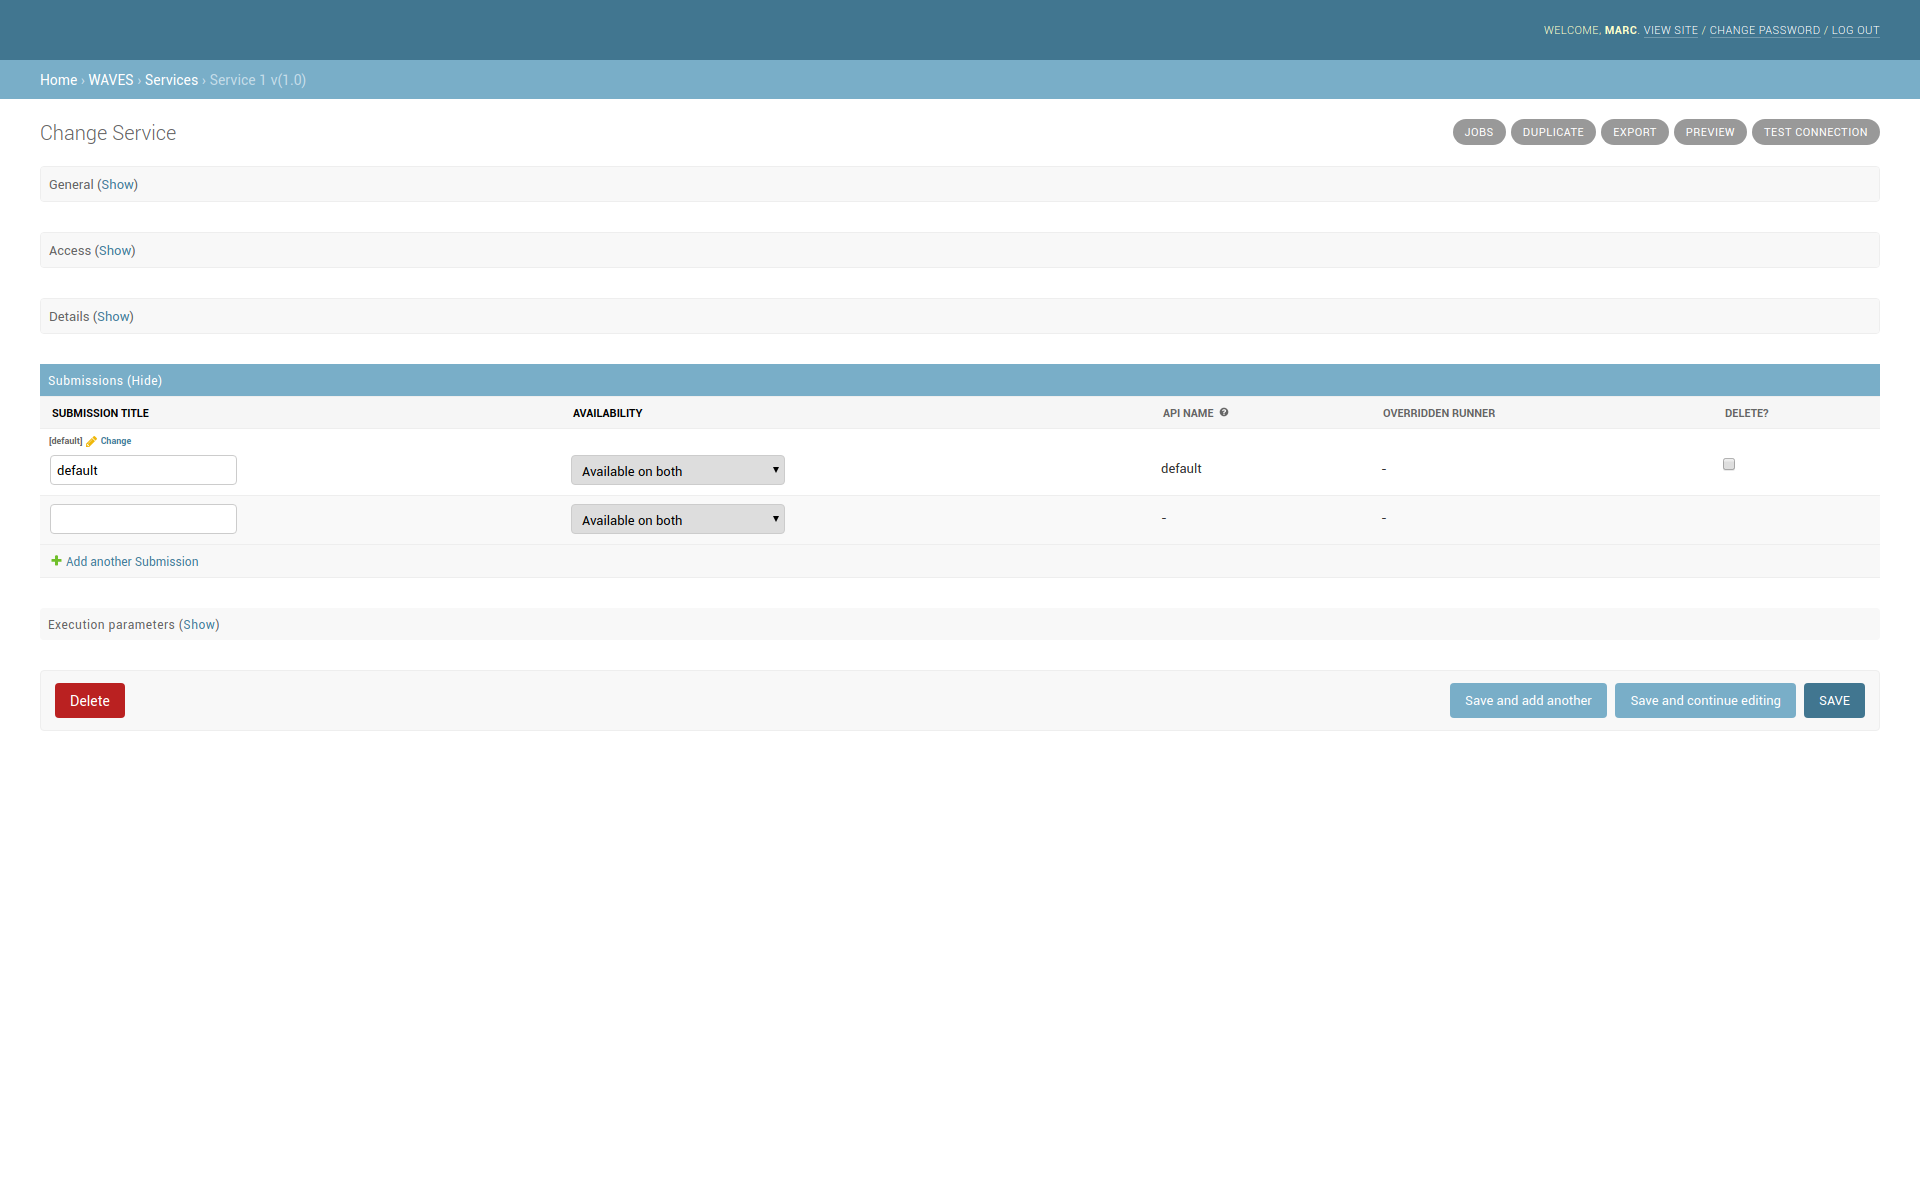 WELCOME, MARC. VIEW SITE / CHANGE PASSWORD / LOG OUT
Home › WAVES › Services › Service 1 v(1.0)
Change Service
JOBS DUPLICATE EXPORT PREVIEW TEST CONNECTION
General (Show)
Access (Show)
Details (Show)
Submissions (Hide)
SUBMISSION TITLE AVAILABILITY API NAME OVERRIDDEN RUNNER DELETE?
[default] Change
default Available on both default -
Available on both - -
Add another Submission
Execution parameters (Show)
Delete Save and add another Save and continue editing SAVE